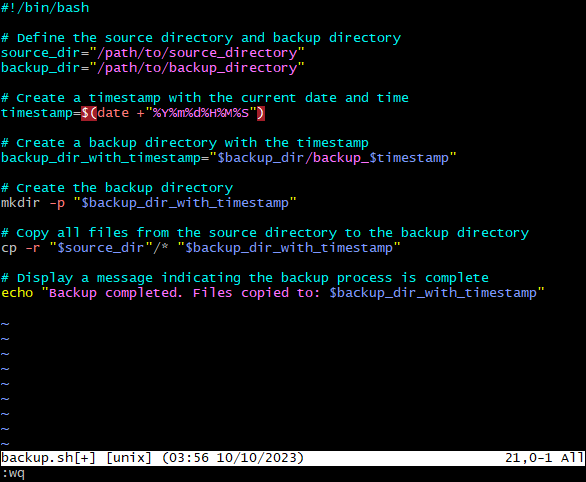 #!/bin/bash
# Define the source directory and backup directory
source_dir="/path/to/source_directory"
backup_dir="/path/to/backup_directory"
# Create a timestamp with the current date and time
timestamp=$(date +"%Y%m%d%H%M%S")
# Create a backup directory with the timestamp
backup_dir_with_timestamp="$backup_dir/backup_$timestamp"
# Create the backup directory
mkdir -p "$backup_dir_with_timestamp"
# Copy all files from the source directory to the backup directory
cp -r "$source_dir"/* "$backup_dir_with_timestamp"
# Display a message indicating the backup process is complete
echo "Backup completed. Files copied to: $backup_dir_with_timestamp"
~
~
~
~
~
~
~
~
~
backup.sh[+] [unix] (03:56 10/10/2023) 21,0-1 All
:wq